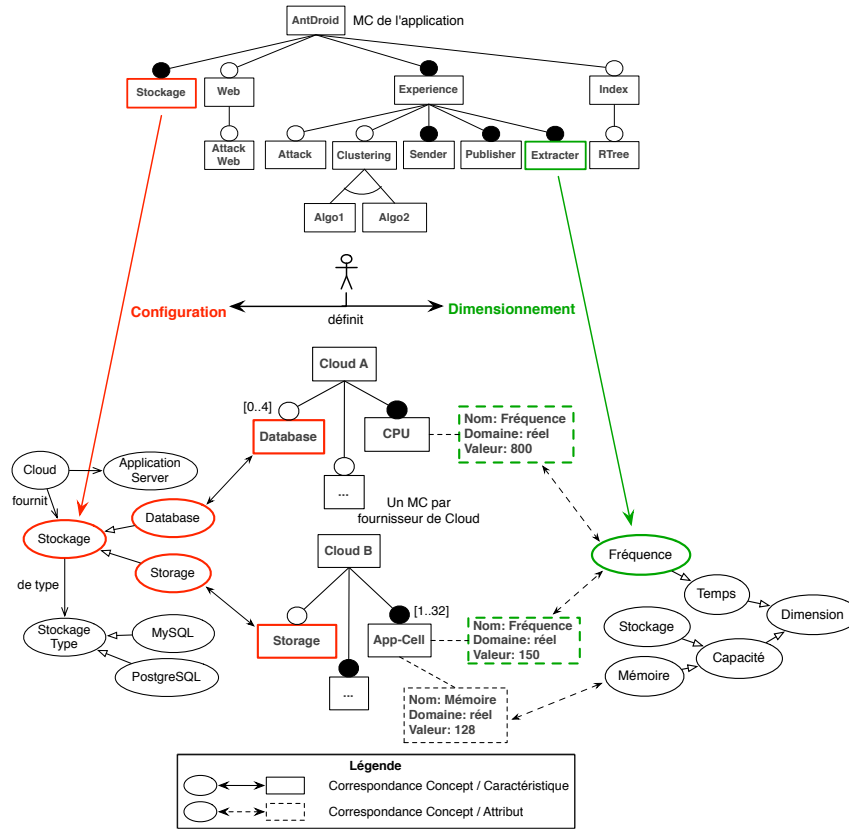 AntDroid
MC de l'application
Stockage
Web
Experience
Index
Attack
Web
Attack
Clustering
Sender
Publisher
Extracter
RTree
Algo1
Algo2
Configuration
Dimensionnement
définit
Cloud A
[0..4]
Database
CPU
Nom: Fréquence
Domaine: réel
Valeur: 800
...
Un MC par
fournisseur de Cloud
Cloud
Application
Server
fournit
Database
Stockage
Storage
de type
Stockage
Type
MySQL
PostgreSQL
Cloud B
[1..32]
Storage
App-Cell
...
Nom: Fréquence
Domaine: réel
Valeur: 150
Nom: Mémoire
Domaine: réel
Valeur: 128
Fréquence
Temps
Dimension
Stockage
Capacité
Mémoire
Légende
Correspondance Concept / Caractéristique
Correspondance Concept / Attribut